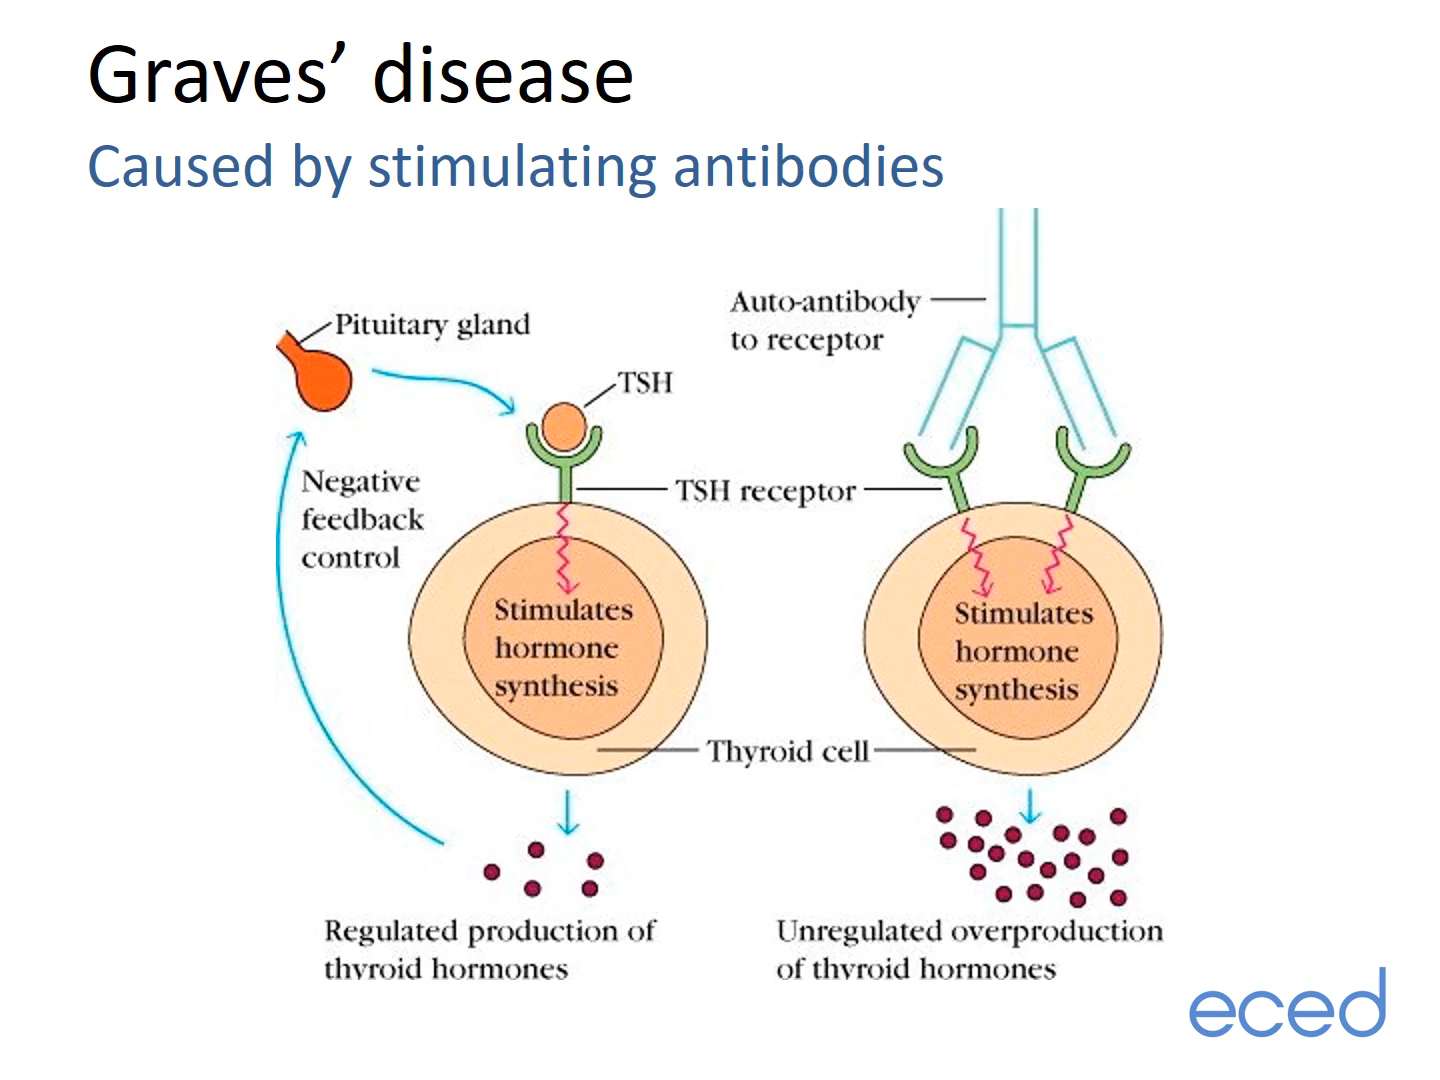 Graves’ disease
Caused by stimulating antibodies
Pituitary gland
TSH
Negative
feedback
control
Auto-antibody
to receptor
TSH receptor
Stimulates
hormone
synthesis
Stimulates
hormone
synthesis
Thyroid cell
Regulated production of
thyroid hormones
Unregulated overproduction
of thyroid hormones
eced